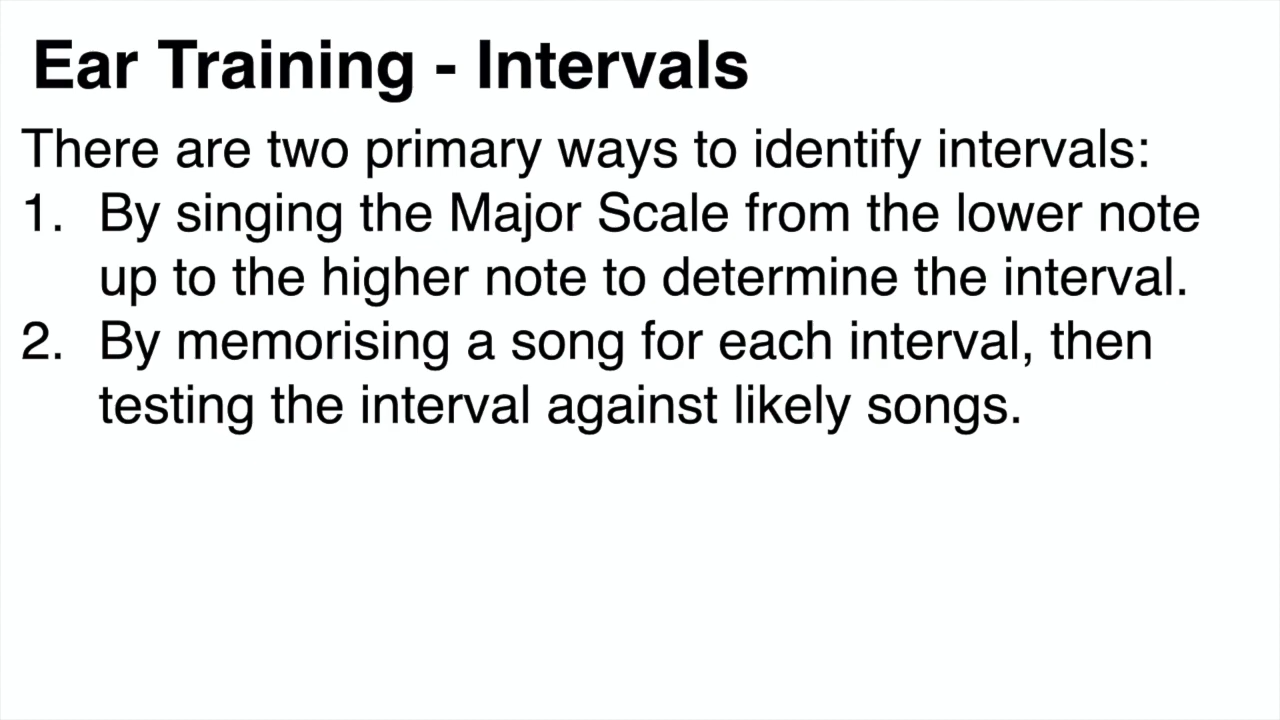 Ear Training - Intervals
There are two primary ways to identify intervals:
1. By singing the Major Scale from the lower note
up to the higher note to determine the interval.
2. By memorising a song for each interval, then
testing the interval against likely songs.